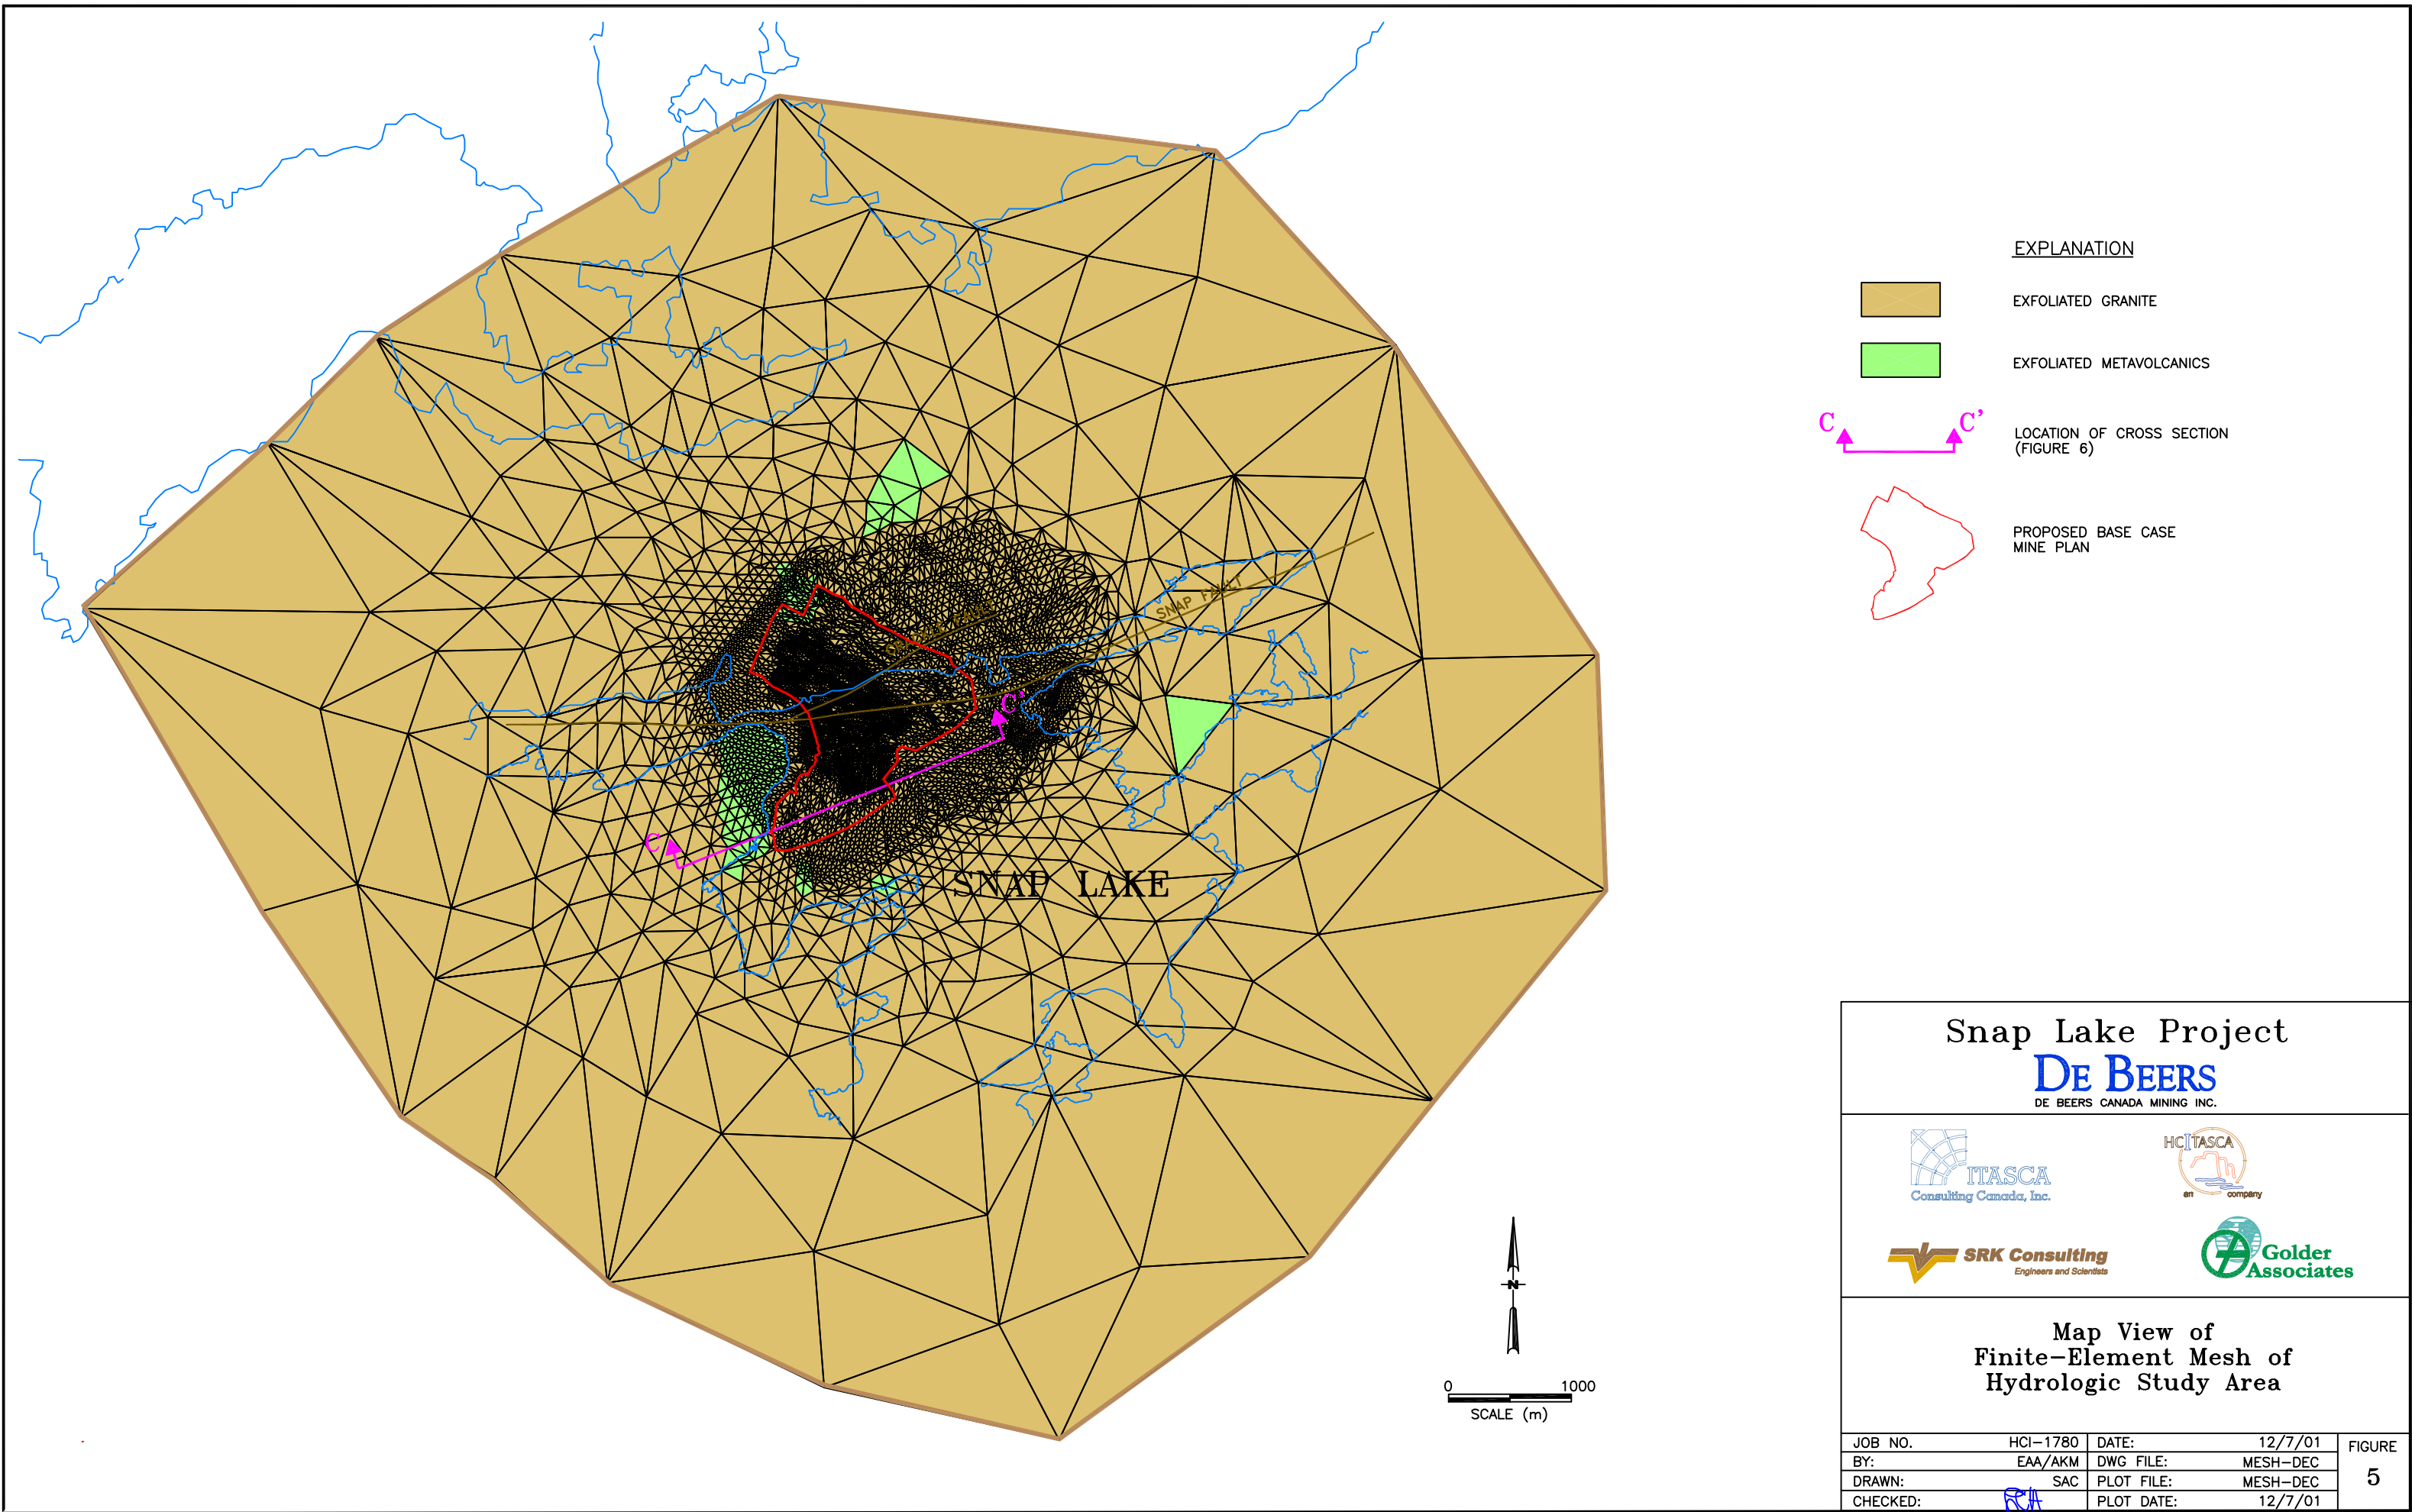 EXPLANATION
EXFOLIATED GRANITE
EXFOLIATED METAVOLCANICS
C C'
LOCATION OF CROSS SECTION
(FIGURE 6)
PROPOSED BASE CASE
MINE PLAN
SNAP FAULT
C'
C
SNAP LAKE
N
0 1000
SCALE (m)
Snap Lake Project
DE BEERS
DE BEERS CANADA MINING INC.
ITASCA
Consulting Canada, Inc.
HCITASCA
an company
SRK Consulting
Engineers and Scientists
Golder
Associates
Map View of
Finite-Element Mesh of
Hydrologic Study Area
JOB NO. HCI-1780 DATE: 12/7/01 FIGURE
BY: EAA/AKM DWG FILE: MESH-DEC
DRAWN: SAC PLOT FILE: MESH-DEC 5
CHECKED: PLOT DATE: 12/7/01